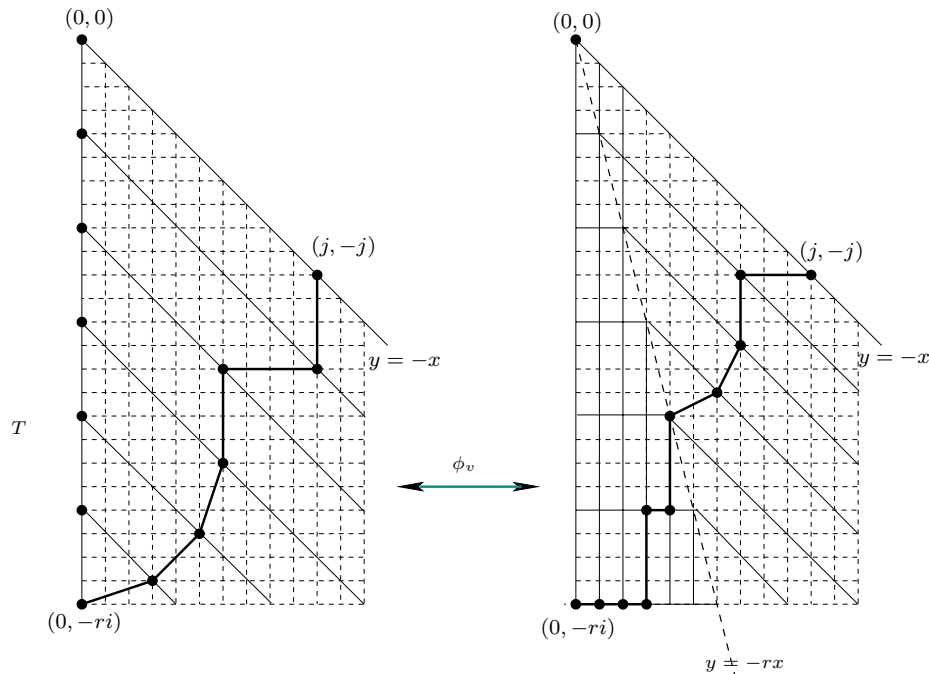 (0, 0)
(j, −j)
y = −x
T
(0, −ri)
ϕ_v
(0, 0)
(j, −j)
y = −x
(0, −ri)
y = −rx